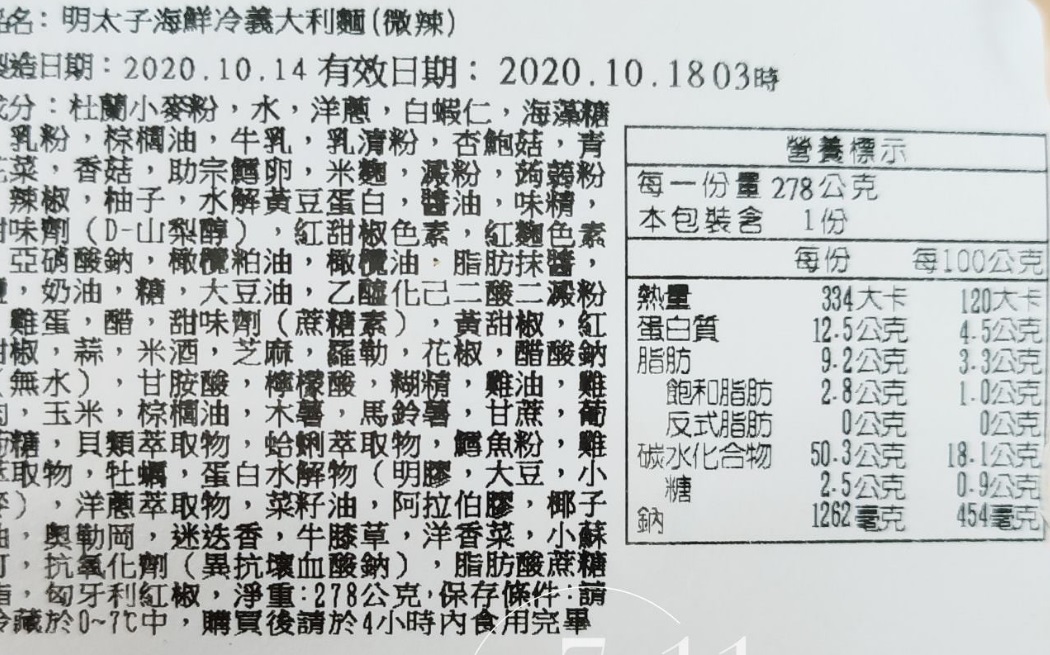 名: 明太子海鮮冷義大利麵(微辣)
造日期: 2020.10.14 有效日期: 2020.10.18 03時
分: 杜蘭小麥粉, 水, 洋蔥, 白蝦仁, 海藻糖
乳粉, 棕櫚油, 牛乳, 乳清粉, 杏鮑菇, 青
菜, 香菇, 助宗鱈卵, 米麴, 澱粉, 蒟蒻粉
辣椒, 柚子, 水解黃豆蛋白, 醬油, 味精,
味劑(D-山梨醇), 紅甜椒色素, 紅麴色素
亞硝酸鈉, 橄欖粕油, 橄欖油, 脂肪抹醬,
, 奶油, 糖, 大豆油, 乙醯化己二酸二澱粉
雞蛋, 醋, 甜味劑(蔗糖素), 黃甜椒, 紅
椒, 蒜, 米酒, 芝麻, 羅勒, 花椒, 醋酸鈉
(無水), 甘胺酸, 檸檬酸, 糊精, 雞油, 雞
, 玉米, 棕櫚油, 木薯, 馬鈴薯, 甘蔗, 葡
糖, 貝類萃取物, 蛤蜊萃取物, 鱈魚粉, 雞
取物, 牡蠣, 蛋白水解物(明膠, 大豆, 小
), 洋蔥萃取物, 菜籽油, 阿拉伯膠, 椰子
, 奧勒岡, 迷迭香, 牛膝草, 洋香菜, 小蘇
, 抗氧化劑(異抗壞血酸鈉), 脂肪酸蔗糖
, 匈牙利紅椒, 淨重:278公克,保存條件:請
藏於0~7℃中, 購買後請於4小時內食用完畢
營養標示
每一份量 278公克
本包裝含 1份
每份 每100公克
熱量 334大卡 120大卡
蛋白質 12.5公克 4.5公克
脂肪 9.2公克 3.3公克
飽和脂肪 2.8公克 1.0公克
反式脂肪 0公克 0公克
碳水化合物 50.3公克 18.1公克
糖 2.5公克 0.9公克
鈉 1262毫克 454毫克